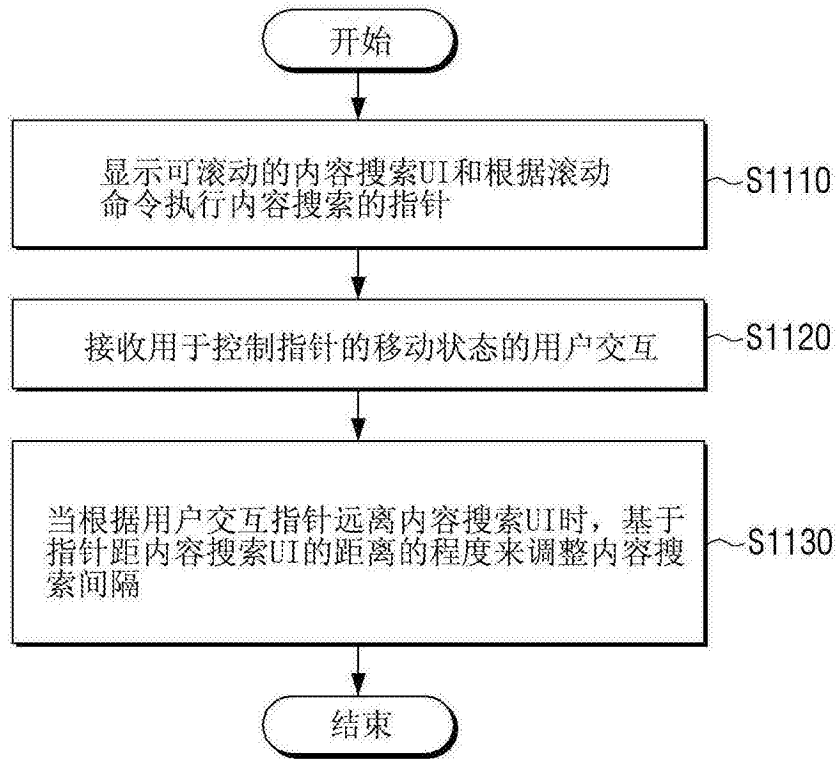 开始
显示可滚动的内容搜索UI和根据滚动
命令执行内容搜索的指针
S1110
接收用于控制指针的移动状态的用户交互
S1120
当根据用户交互指针远离内容搜索UI时，基于
指针距内容搜索UI的距离的程度来调整内容搜
索间隔
S1130
结束